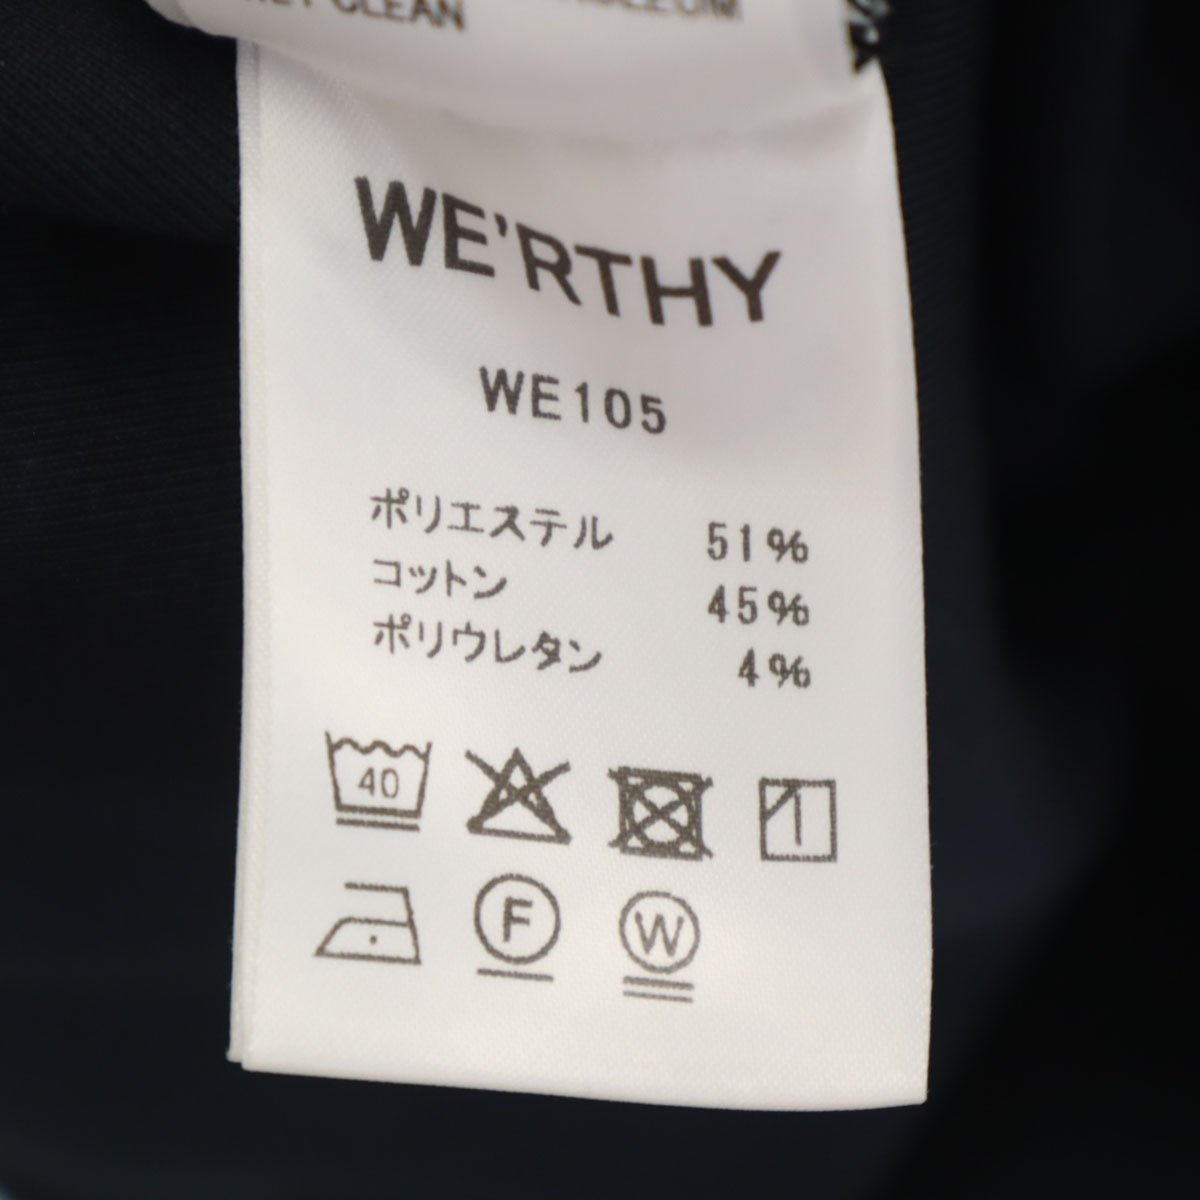 CLEAN
WE'RTHY
WE105
ポリエステル 51%
コットン 45%
ポリウレタン 4%
40
F
W